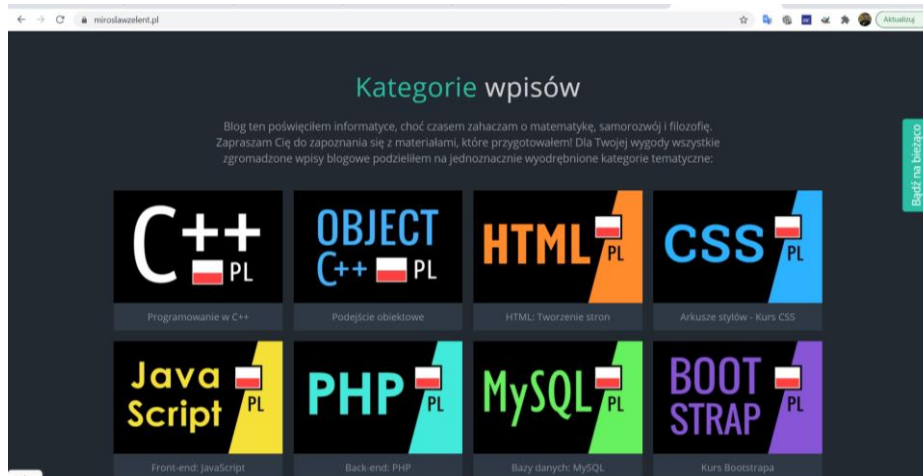 miroslawzelent.pl
Aktualizuj
Kategorie wpisów
Blog ten poświęciłem informatyce, choć czasem zahaczam o matematykę, samorozwój i filozofię.
Zapraszam Cię do zapoznania się z materiałami, które przygotowałem! Dla Twojej wygody wszystkie
zgromadzone wpisy blogowe podzieliłem na jednoznacznie wyodrębnione kategorie tematyczne:
Bądź na bieżąco
C++
PL
Programowanie w C++
OBJECT
C++ PL
Podejście obiektowe
HTML
PL
HTML: Tworzenie stron
CSS
PL
Arkusze stylów - Kurs CSS
Java
Script
PL
Front-end: JavaScript
PHP
PL
Back-end: PHP
MySQL
PL
Bazy danych: MySQL
BOOT
STRAP
PL
Kurs Bootstrapa